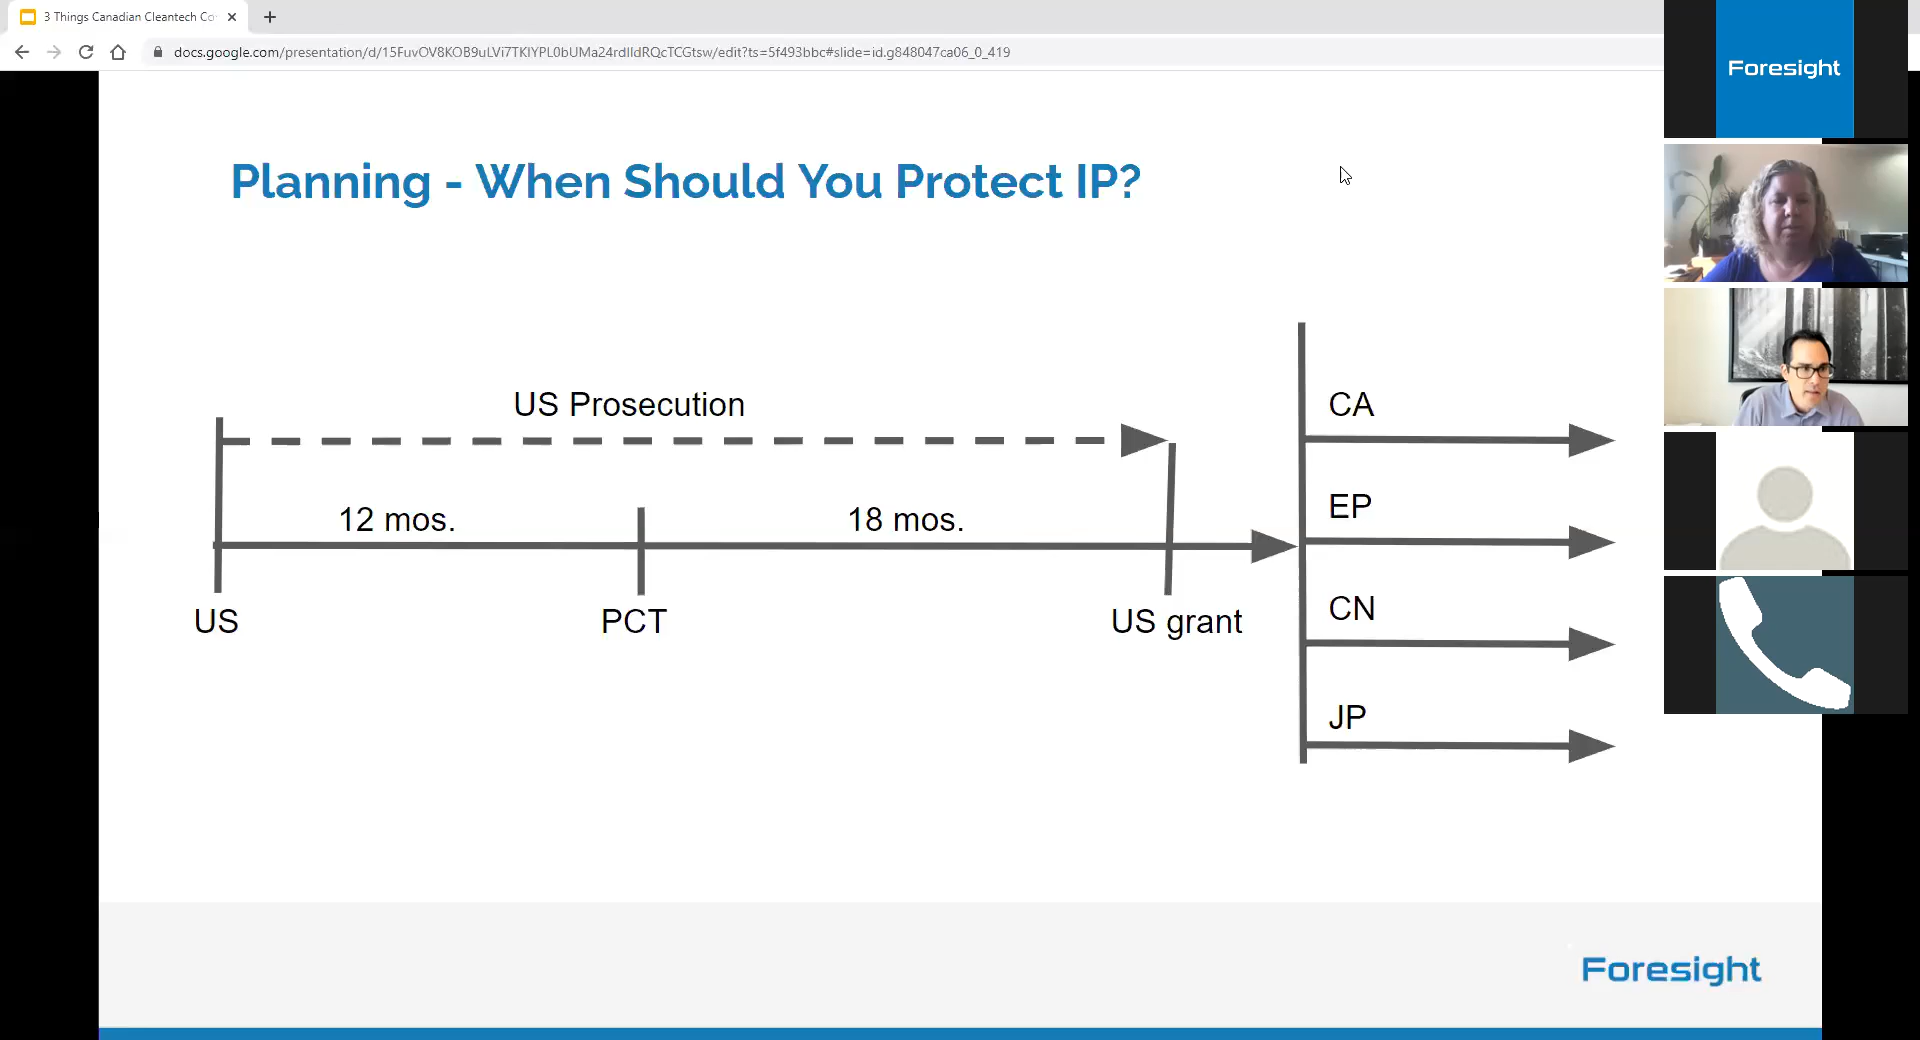 3 Things Canadian Cleantech Co
docs.google.com/presentation/d/15FuvOV8KOB9uLVi7TKIYPL0bUMa24rdIldRQcTCGtsw/edit?ts=5f493bbc#slide=id.g848047ca06_0_419
Foresight
Planning - When Should You Protect IP?
US Prosecution
12 mos.
18 mos.
US
PCT
US grant
CA
EP
CN
JP
Foresight